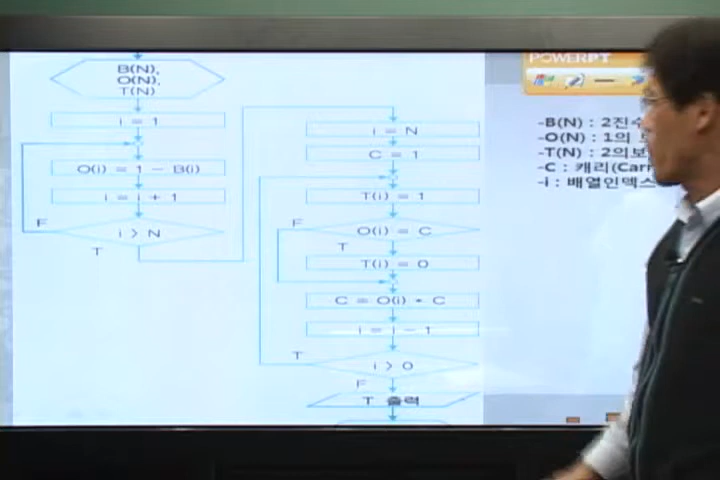 B(N),
O(N),
T(N)
i = 1
O(i) = 1 - B(i)
i = i + 1
i > N
F
T
i = N
C = 1
T(i) = 1
O(i) = C
F
T
T(i) = 0
C = O(i) * C
i = i - 1
i > 0
T
F
T 출력
POWERPT
-B(N) : 2진수
-O(N) : 1의
-T(N) : 2의보
-C : 캐리(Carr
-i : 배열인덱스